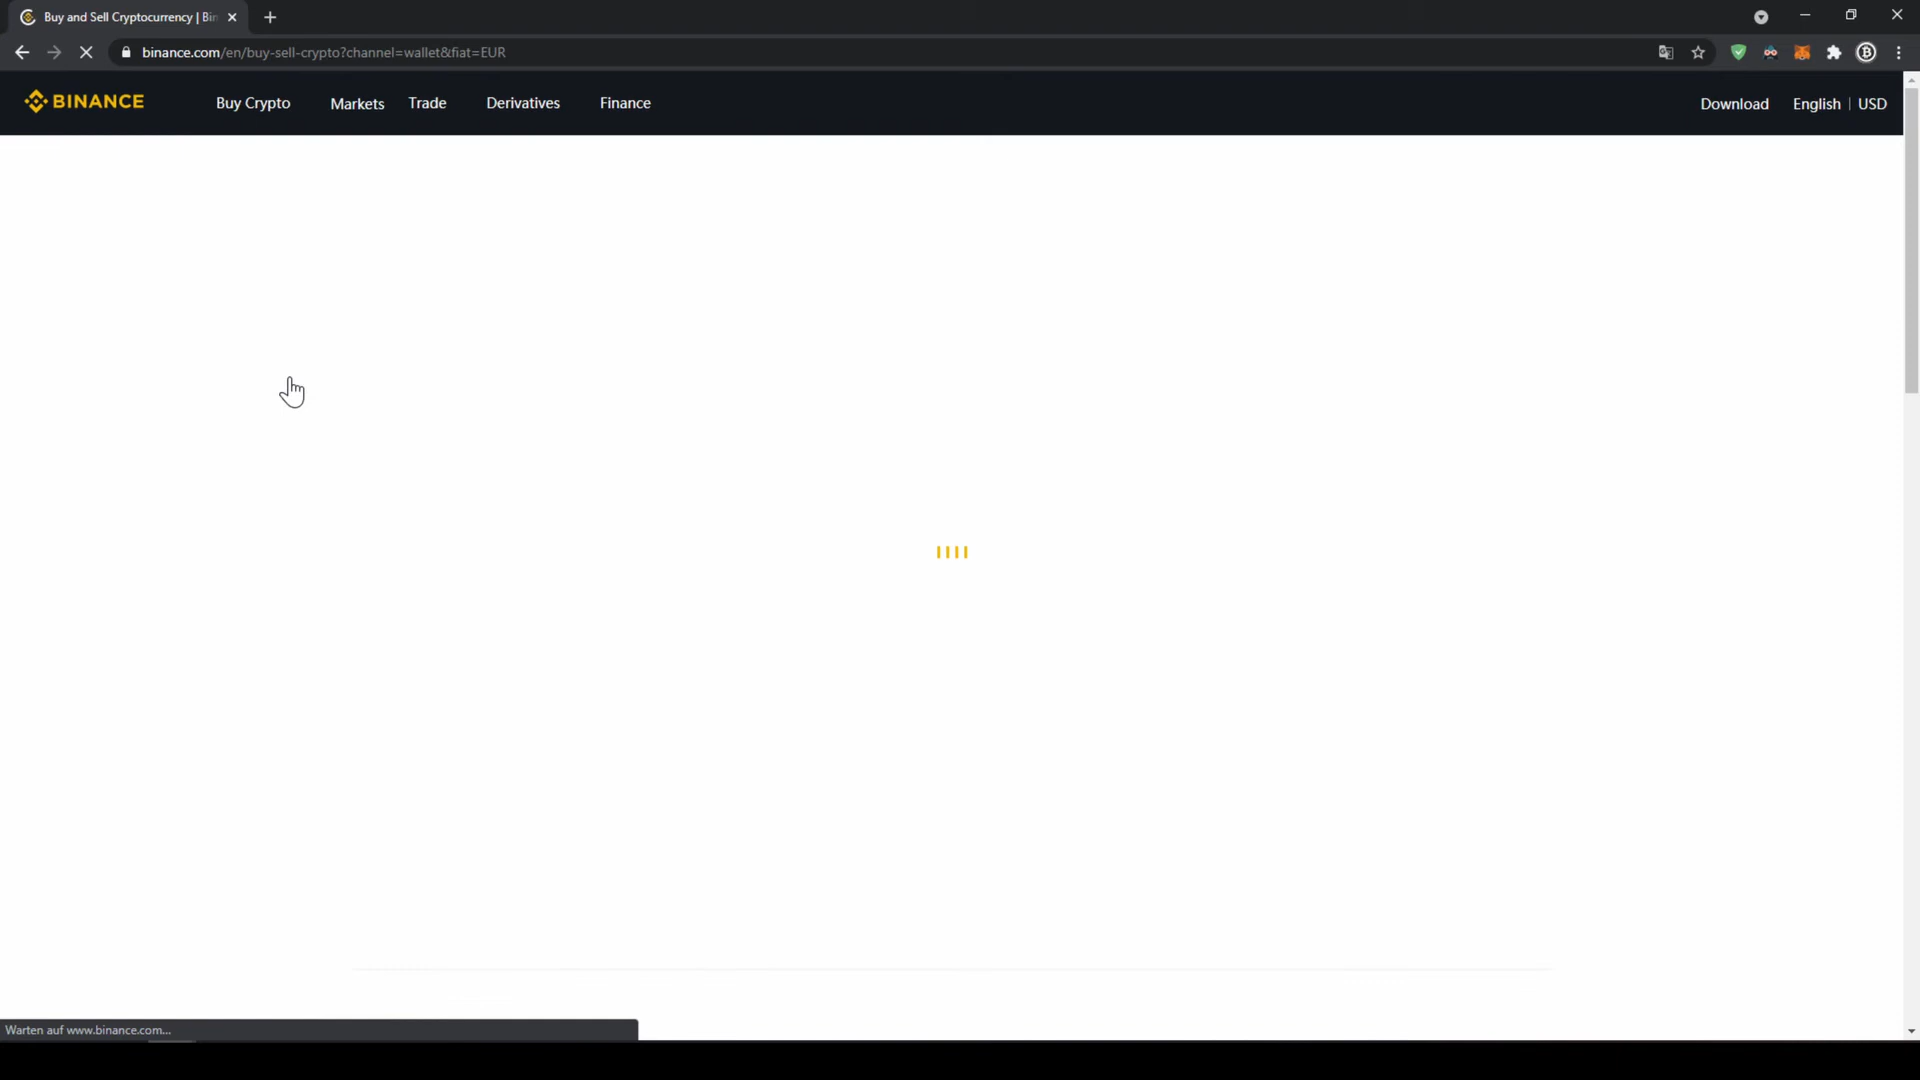 Buy and Sell Cryptocurrency | Bin
binance.com/en/buy-sell-crypto?channel=wallet&fiat=EUR
BINANCE
Buy Crypto
Markets
Trade
Derivatives
Finance
Download
English | USD
Warten auf www.binance.com...